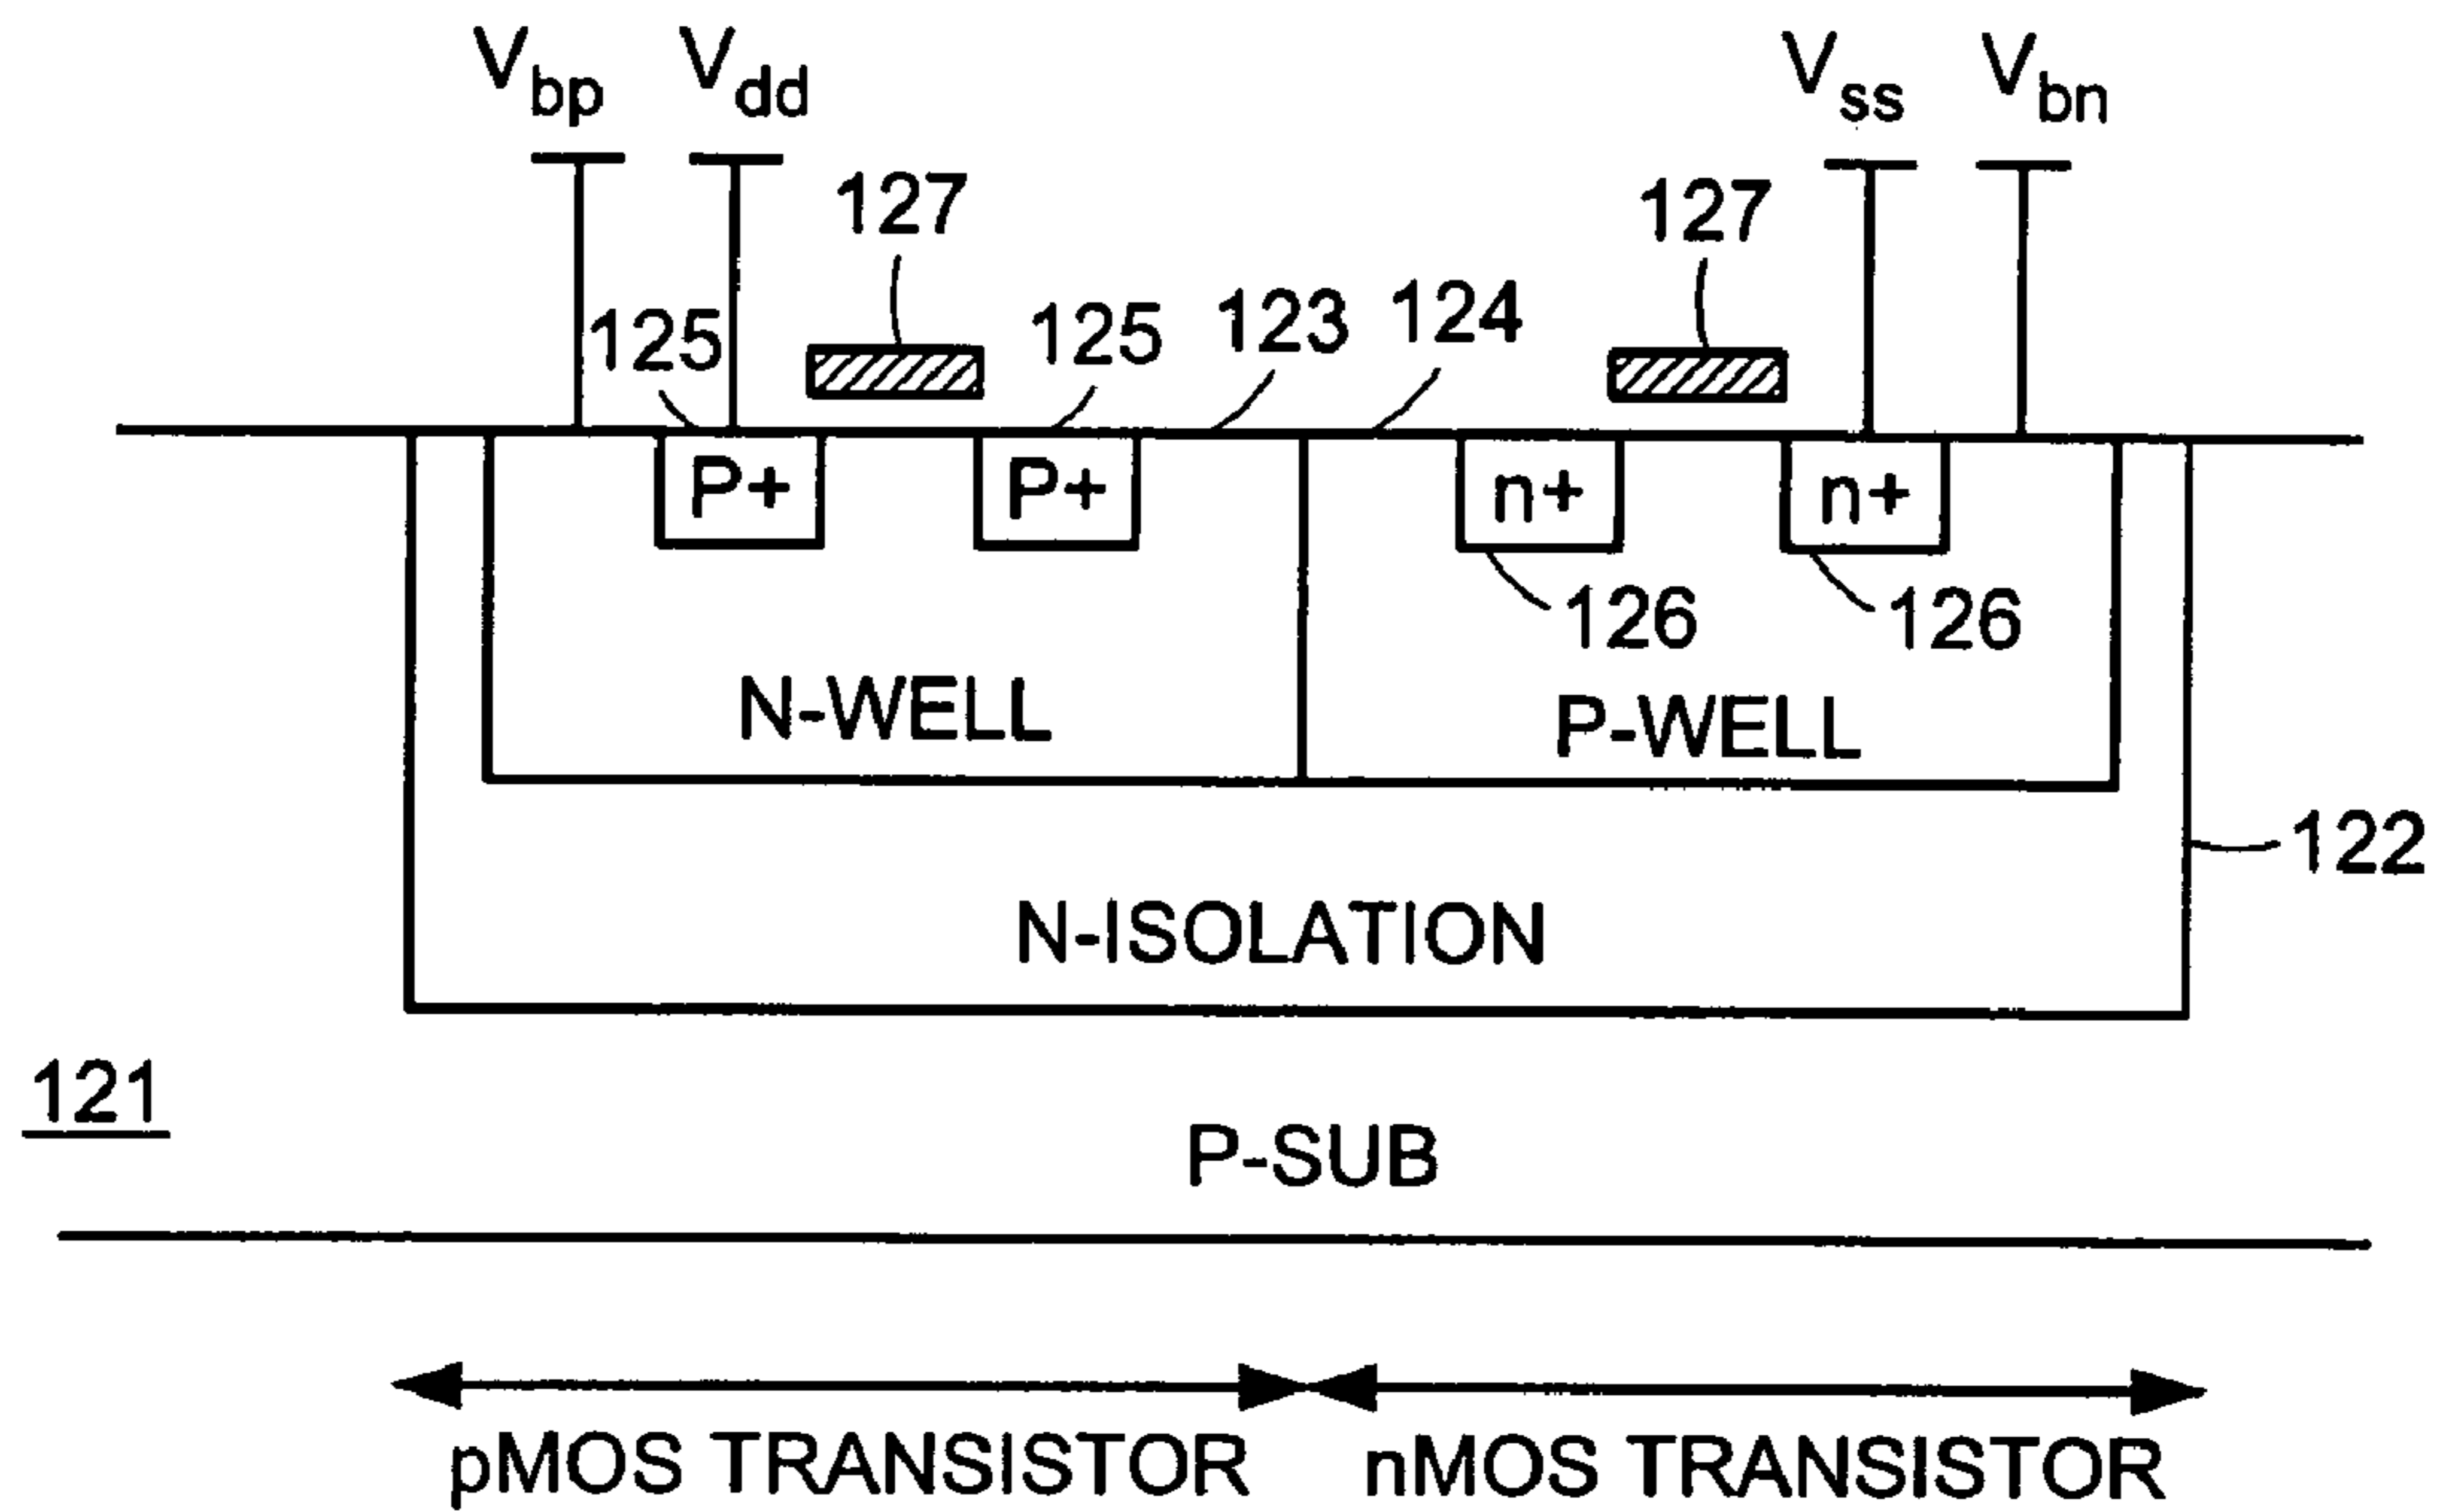 Vbp Vdd Vss Vbn
127 127
125 125 123 124
P+ P+ n+ n+
126 126
N-WELL P-WELL
122
N-ISOLATION
121
P-SUB
pMOS TRANSISTOR nMOS TRANSISTOR